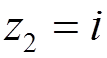 z₂ = i